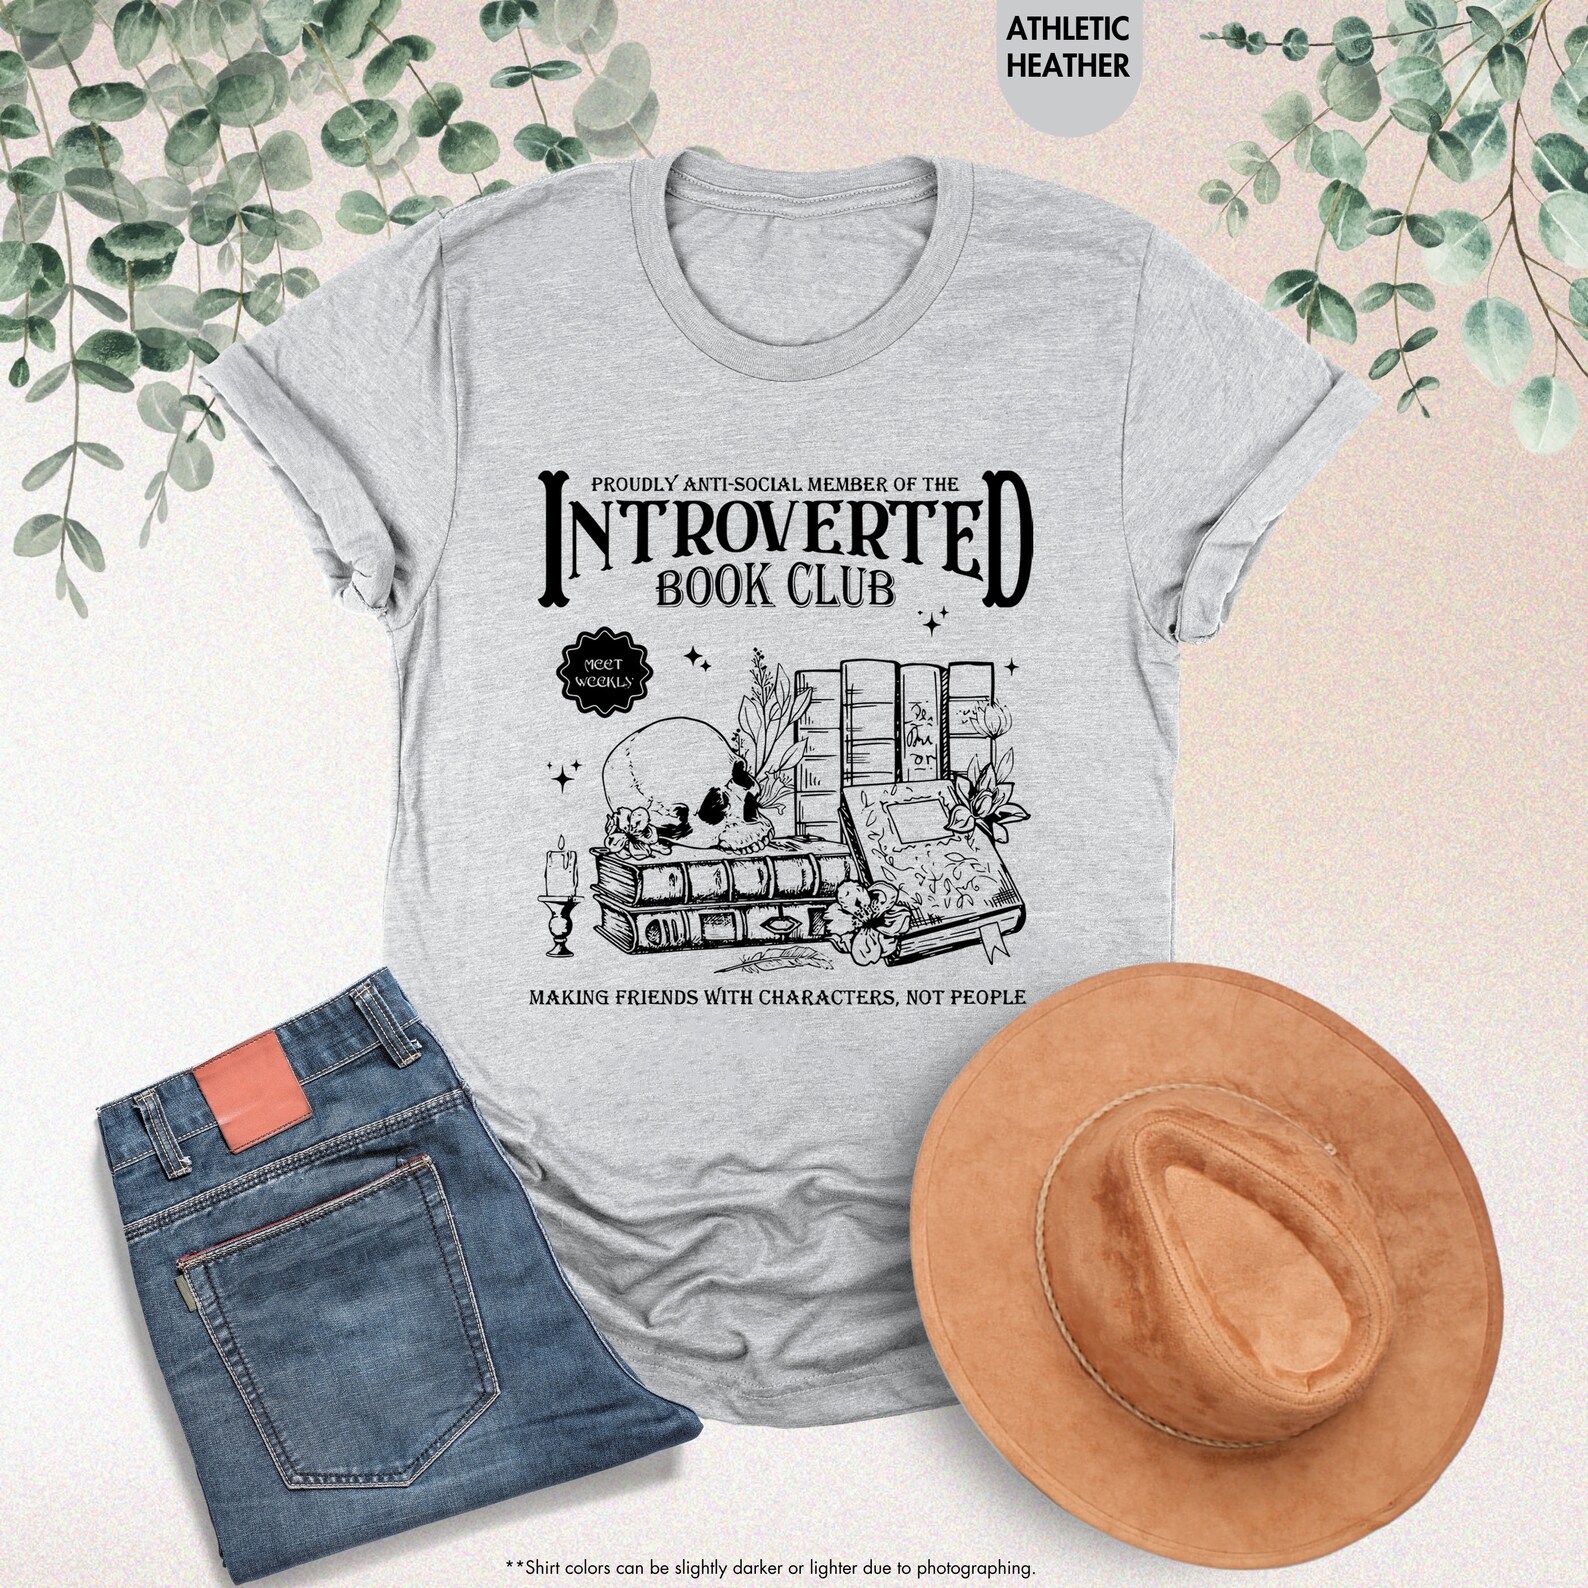 ATHLETIC
HEATHER
PROUDLY ANTI-SOCIAL MEMBER OF THE
INTROVERTED
BOOK CLUB
MEET
WEEKLY
MAKING FRIENDS WITH CHARACTERS, NOT PEOPLE
**Shirt colors can be slightly darker or lighter due to photographing.